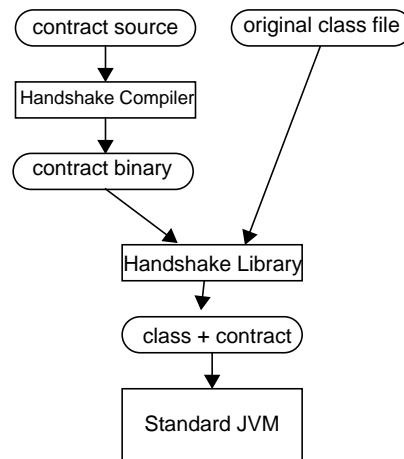 contract source
original class file
Handshake Compiler
contract binary
Handshake Library
class + contract
Standard JVM